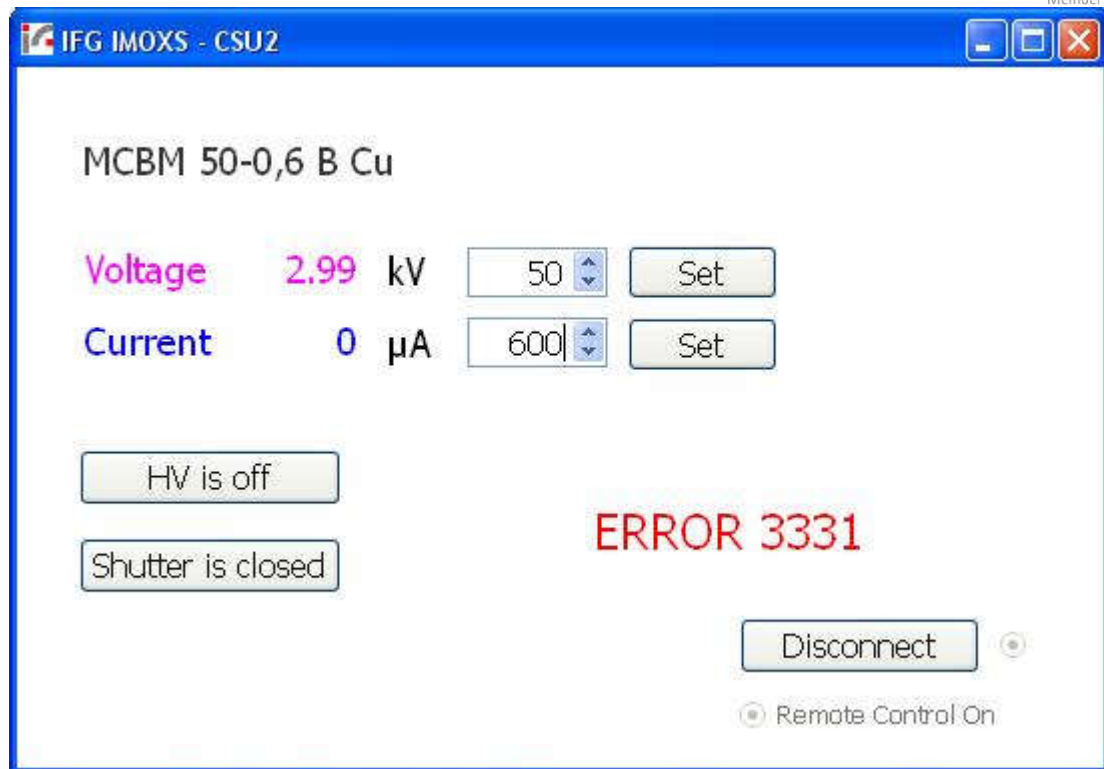 IFG IMOXS - CSU2
MCBM 50-0,6 B Cu
Voltage 2.99 kV 50 Set
Current 0 µA 600 Set
HV is off
ERROR 3331
Shutter is closed
Disconnect
Remote Control On